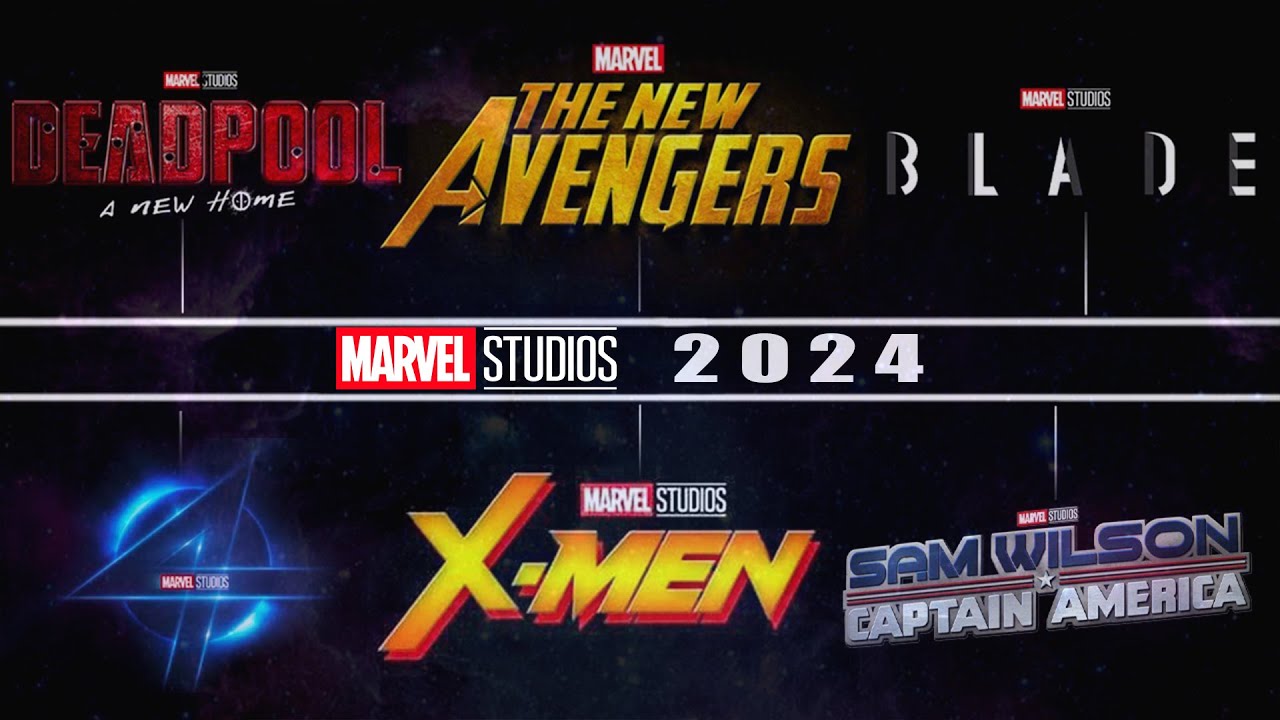 MARVEL STUDIOS
DEADPOOL
A NEW HOME
MARVEL
THE NEW
AVENGERS
MARVEL STUDIOS
BLADE
MARVEL STUDIOS 2024
4
MARVEL STUDIOS
MARVEL STUDIOS
X-MEN
MARVEL STUDIOS
SAM WILSON
CAPTAIN AMERICA